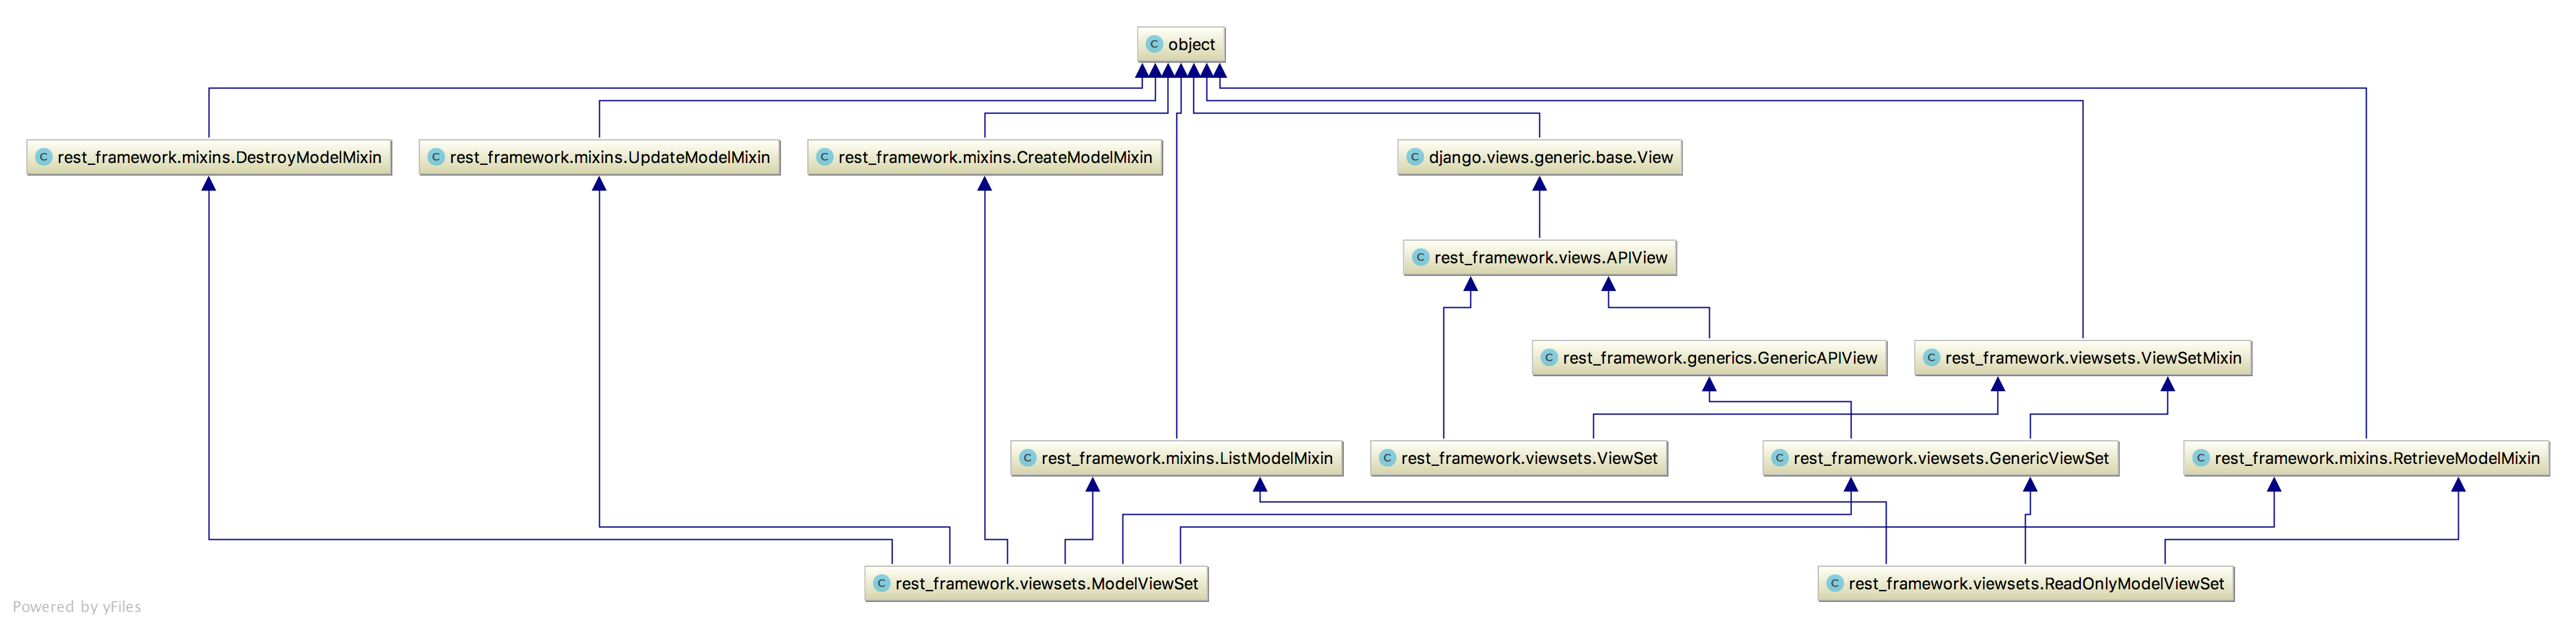 C object
C rest_framework.mixins.DestroyModelMixin
C rest_framework.mixins.UpdateModelMixin
C rest_framework.mixins.CreateModelMixin
C django.views.generic.base.View
C rest_framework.views.APIView
C rest_framework.generics.GenericAPIView
C rest_framework.viewsets.ViewSetMixin
C rest_framework.mixins.ListModelMixin
C rest_framework.viewsets.ViewSet
C rest_framework.viewsets.GenericViewSet
C rest_framework.mixins.RetrieveModelMixin
C rest_framework.viewsets.ModelViewSet
C rest_framework.viewsets.ReadOnlyModelViewSet
Powered by yFiles